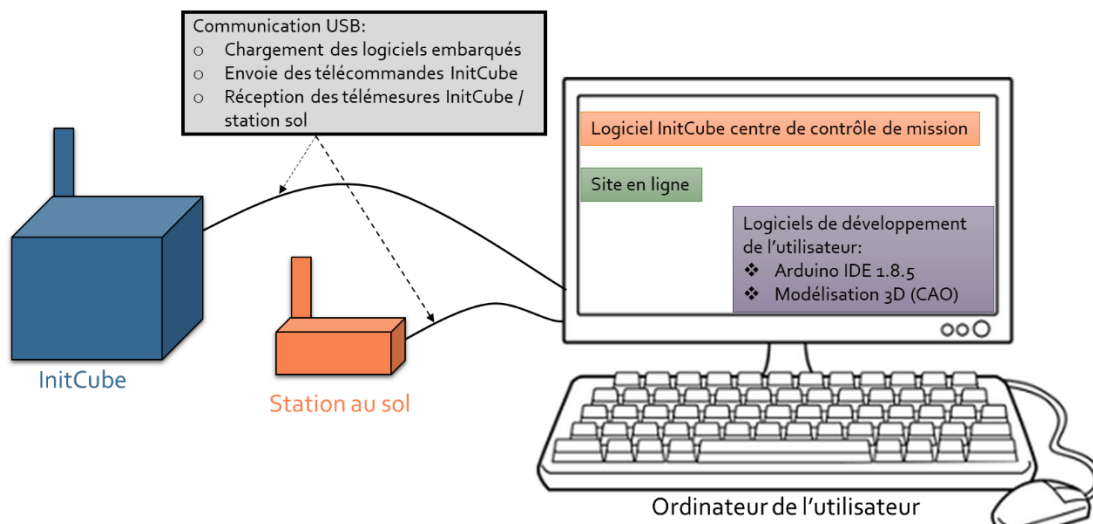 Communication USB:
o Chargement des logiciels embarqués
o Envoie des télécommandes InitCube
o Réception des télémesures InitCube /
station sol
Logiciel InitCube centre de contrôle de mission
Site en ligne
Logiciels de développement
de l'utilisateur:
❖ Arduino IDE 1.8.5
❖ Modélisation 3D (CAO)
InitCube
Station au sol
Ordinateur de l'utilisateur